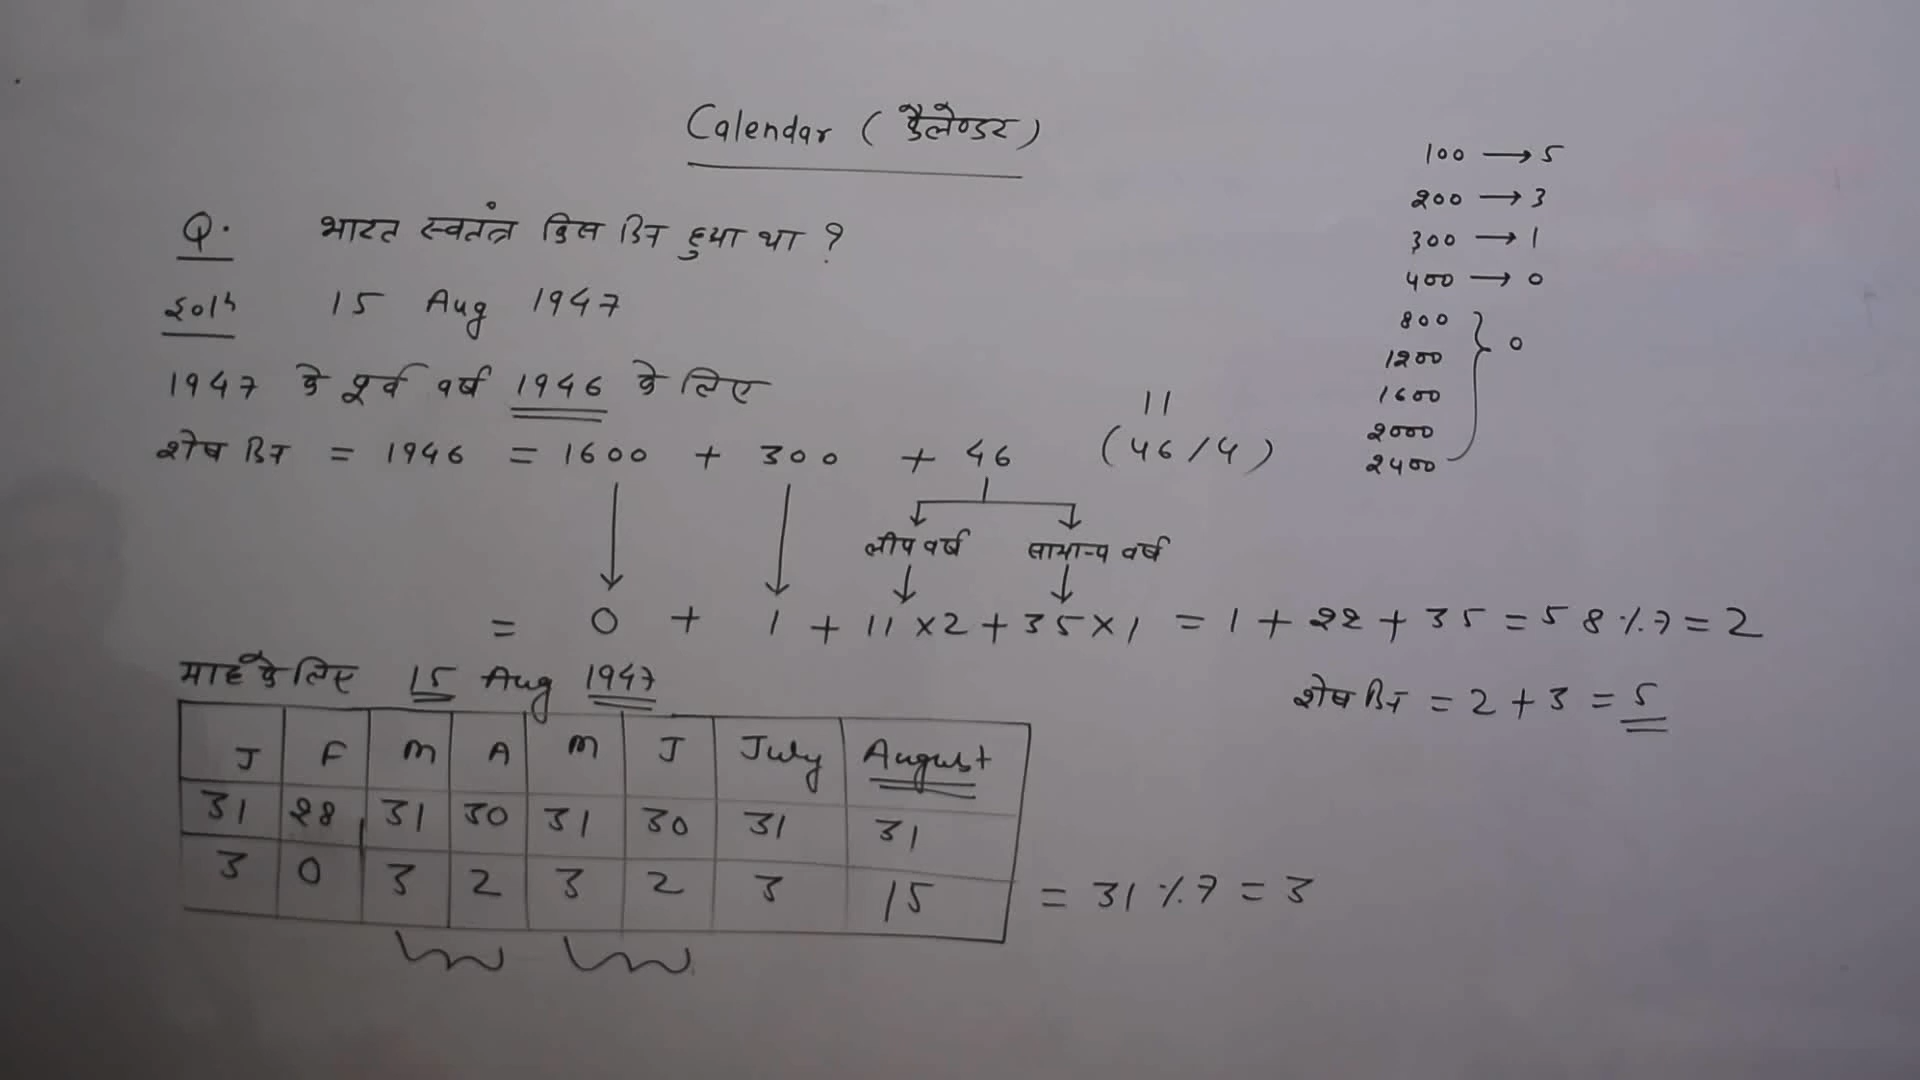 Calendar ( कैलेण्डर )
100 → 5
200 → 3
300 → 1
400 → 0
800
1200
1600
2000
2400
} 0
Q. भारत स्वतंत्र किस दिन हुआ था ?
Solⁿ 15 Aug 1947
1947 के पूर्व वर्ष 1946 के लिए
शेष दिन = 1946 = 1600 + 300 + 46 (46/4) 11
लीप वर्ष सामान्य वर्ष
= 0 + 1 + 11 × 2 + 35 × 1 = 1 + 22 + 35 = 58 % 7 = 2
शेष दिन = 2 + 3 = 5
माह के लिए 15 Aug 1947
J F M A M J July August
31 28 31 30 31 30 31 31
3 0 3 2 3 2 3 15 = 31 % 7 = 3